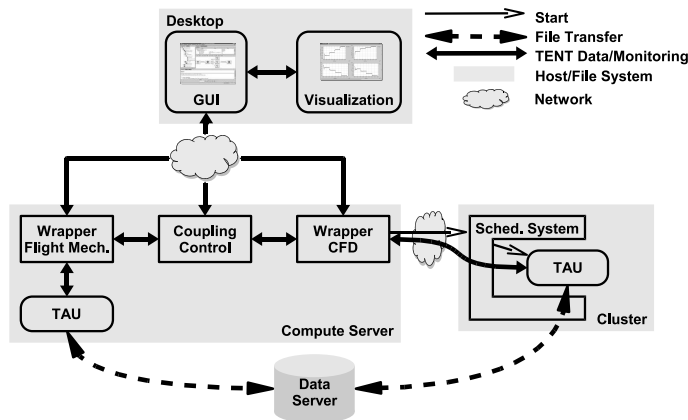 Desktop
GUI
Visualization
Start
File Transfer
TENT Data/Monitoring
Host/File System
Network
Wrapper
Flight Mech.
Coupling
Control
Wrapper
CFD
Sched. System
TAU
TAU
Compute Server
Cluster
Data
Server